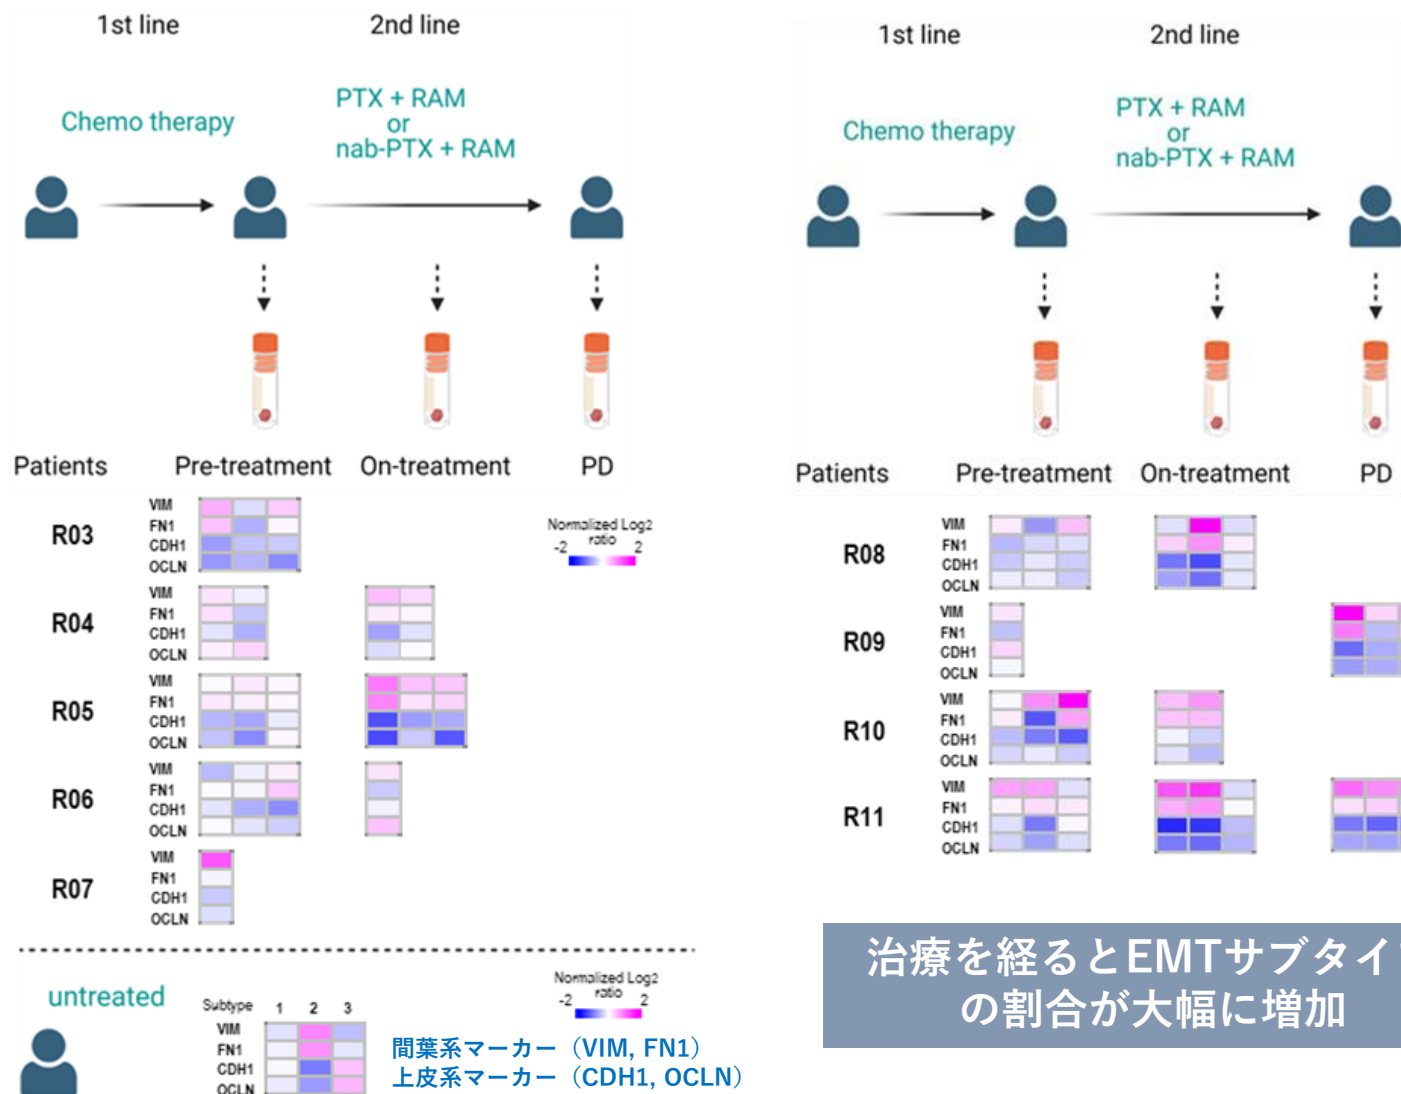 1st line
2nd line
Chemo therapy
PTX + RAM
or
nab-PTX + RAM
Patients
Pre-treatment
On-treatment
PD
R03
VIM
FN1
CDH1
OCLN
Normalized Log2
ratio
-2
2
R04
VIM
FN1
CDH1
OCLN
R05
VIM
FN1
CDH1
OCLN
R06
VIM
FN1
CDH1
OCLN
R07
VIM
FN1
CDH1
OCLN
untreated
Subtype 1 2 3
VIM
FN1
CDH1
OCLN
Normalized Log2
ratio
-2
2
間葉系マーカー（VIM, FN1）
上皮系マーカー（CDH1, OCLN）
1st line
2nd line
Chemo therapy
PTX + RAM
or
nab-PTX + RAM
Patients
Pre-treatment
On-treatment
PD
R08
VIM
FN1
CDH1
OCLN
R09
VIM
FN1
CDH1
OCLN
R10
VIM
FN1
CDH1
OCLN
R11
VIM
FN1
CDH1
OCLN
治療を経るとEMTサブタイ
の割合が大幅に増加